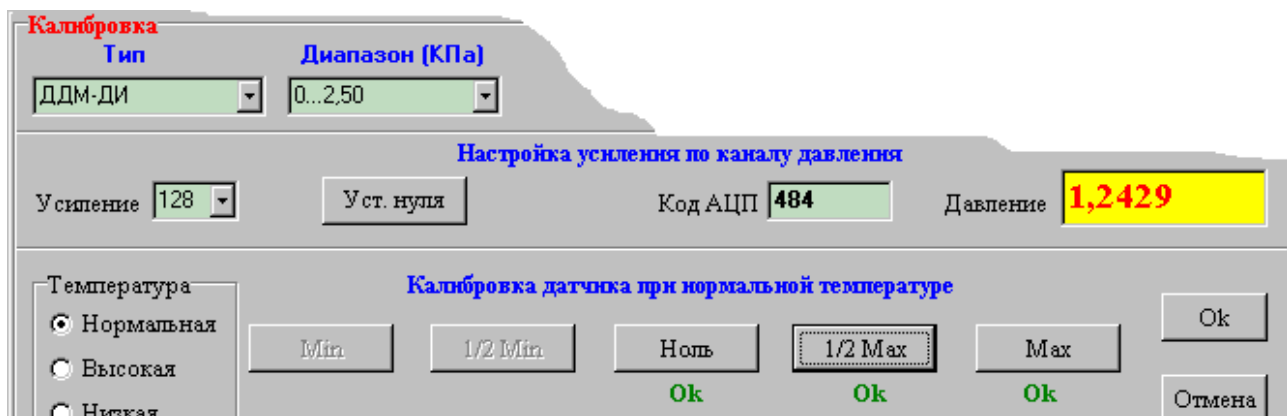 Калибровка
Тип Диапазон (КПа)
ДДМ-ДИ 0...2,50
Настройка усиления по каналу давления
Усиление 128 Уст. нуля Код АЦП 484 Давление 1,2429
Температура Калибровка датчика при нормальной температуре
Нормальная Min 1/2 Min Ноль 1/2 Max Max Ok
Высокая Ok Ok Ok
Низкая Отмена